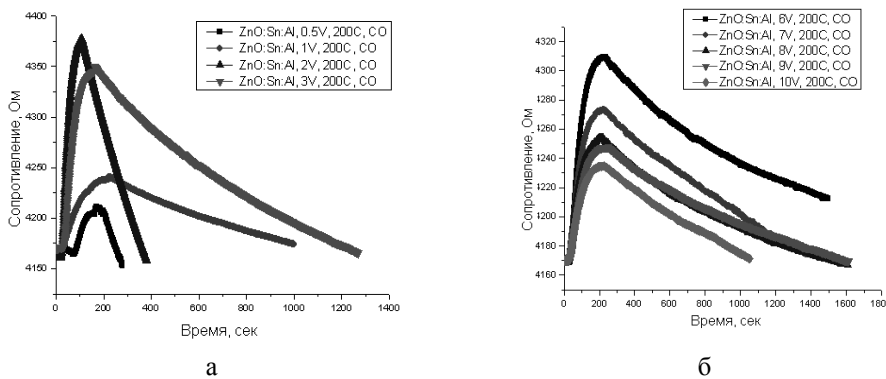 ZnO:Sn:Al, 0.5V, 200C, CO
ZnO:Sn:Al, 1V, 200C, CO
ZnO:Sn:Al, 2V, 200C, CO
ZnO:Sn:Al, 3V, 200C, CO
4400
4350
4300
4250
4200
4150
Сопротивление, Ом
0 200 400 600 800 1000 1200 1400
Время, сек
а
ZnO:Sn:Al, 6V, 200C, CO
ZnO:Sn:Al, 7V, 200C, CO
ZnO:Sn:Al, 8V, 200C, CO
ZnO:Sn:Al, 9V, 200C, CO
ZnO:Sn:Al, 10V, 200C, CO
4320
4300
4280
4260
4240
4220
4200
4180
4160
Сопротивление, Ом
0 200 400 600 800 1000 1200 1400 1600 180
Время, сек
б